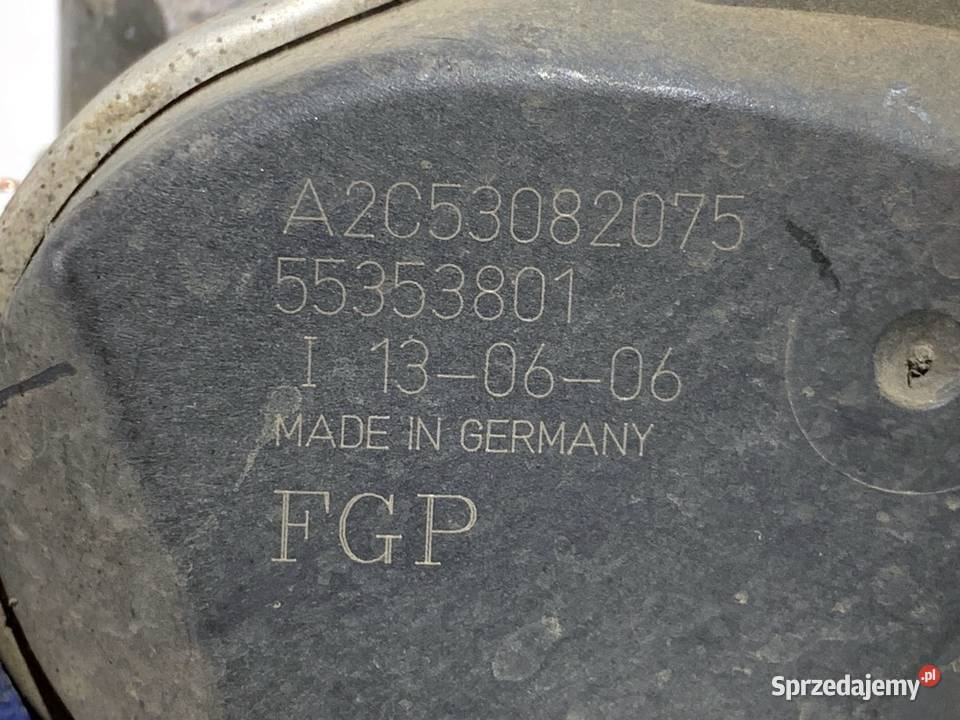 A2C53082075
55353801
I 13-06-06
MADE IN GERMANY
FGP
Sprzedajemy.pl